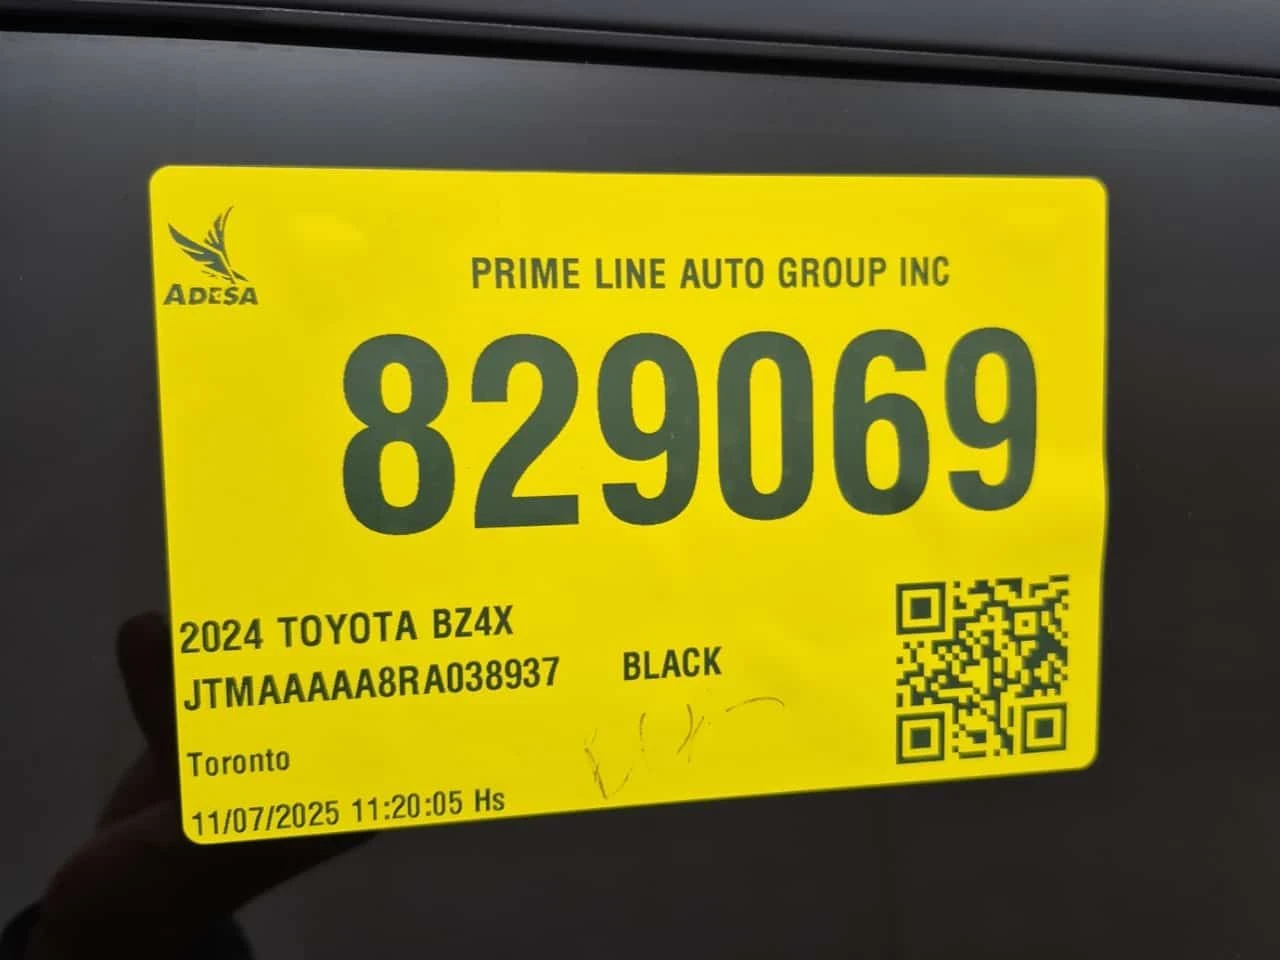 ADESA
PRIME LINE AUTO GROUP INC
829069
2024 TOYOTA BZ4X
JTMAAAAA8RA038937 BLACK
Toronto
11/07/2025 11:20:05 Hs